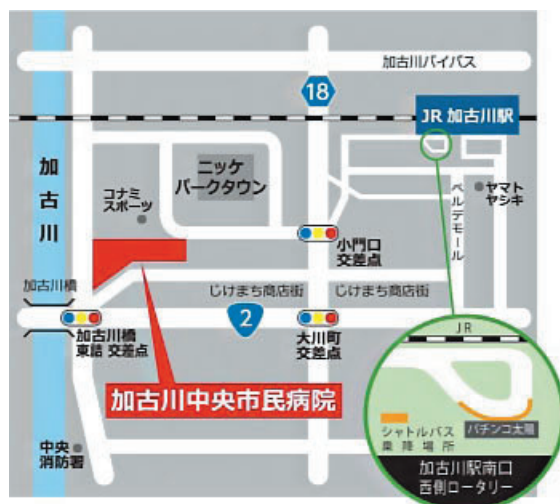 加古川バイパス
18
JR 加古川駅
加古川
ニッケ
パークタウン
コナミ
スポーツ
ベルデモール
ヤマト
ヤシキ
小門口
交差点
加古川橋
じけまち商店街
じけまち商店街
2
加古川橋
東詰 交差点
大川町
交差点
加古川中央市民病院
中央
消防署
JR
シャトルバス
乗降場所
パチンコ太陽
加古川駅南口
西側ロータリー